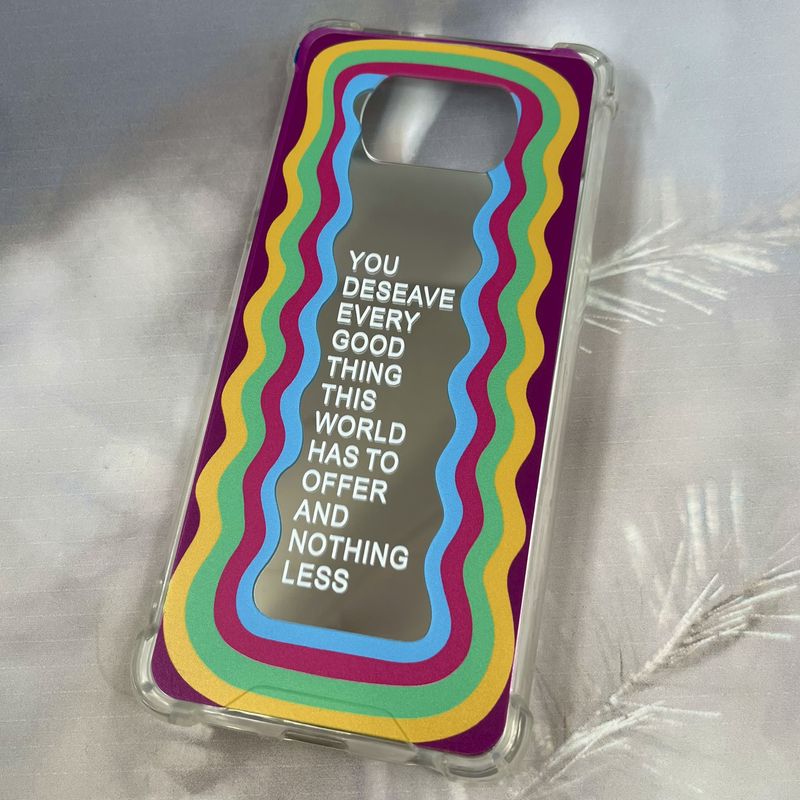 YOU
DESEAVE
EVERY
GOOD
THING
THIS
WORLD
HAS TO
OFFER
AND
NOTHING
LESS